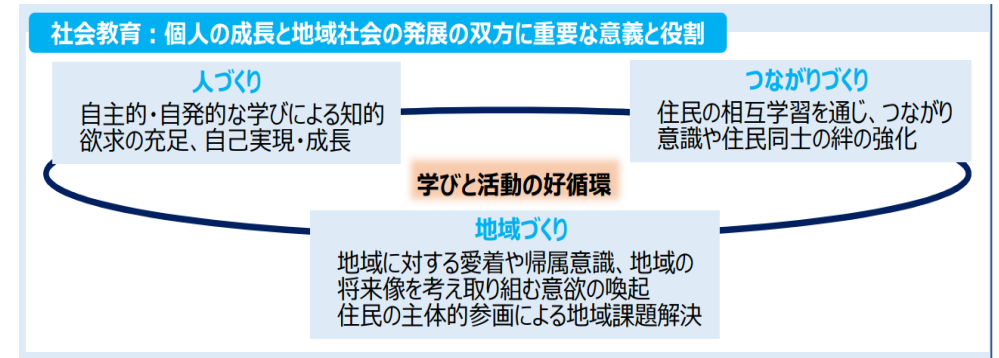 社会教育：個人の成長と地域社会の発展の双方に重要な意義と役割
人づくり
自主的・自発的な学びによる知的
欲求の充足、自己実現・成長
つながりづくり
住民の相互学習を通じ、つながり
意識や住民同士の絆の強化
学びと活動の好循環
地域づくり
地域に対する愛着や帰属意識、地域の
将来像を考え取り組む意欲の喚起
住民の主体的参画による地域課題解決